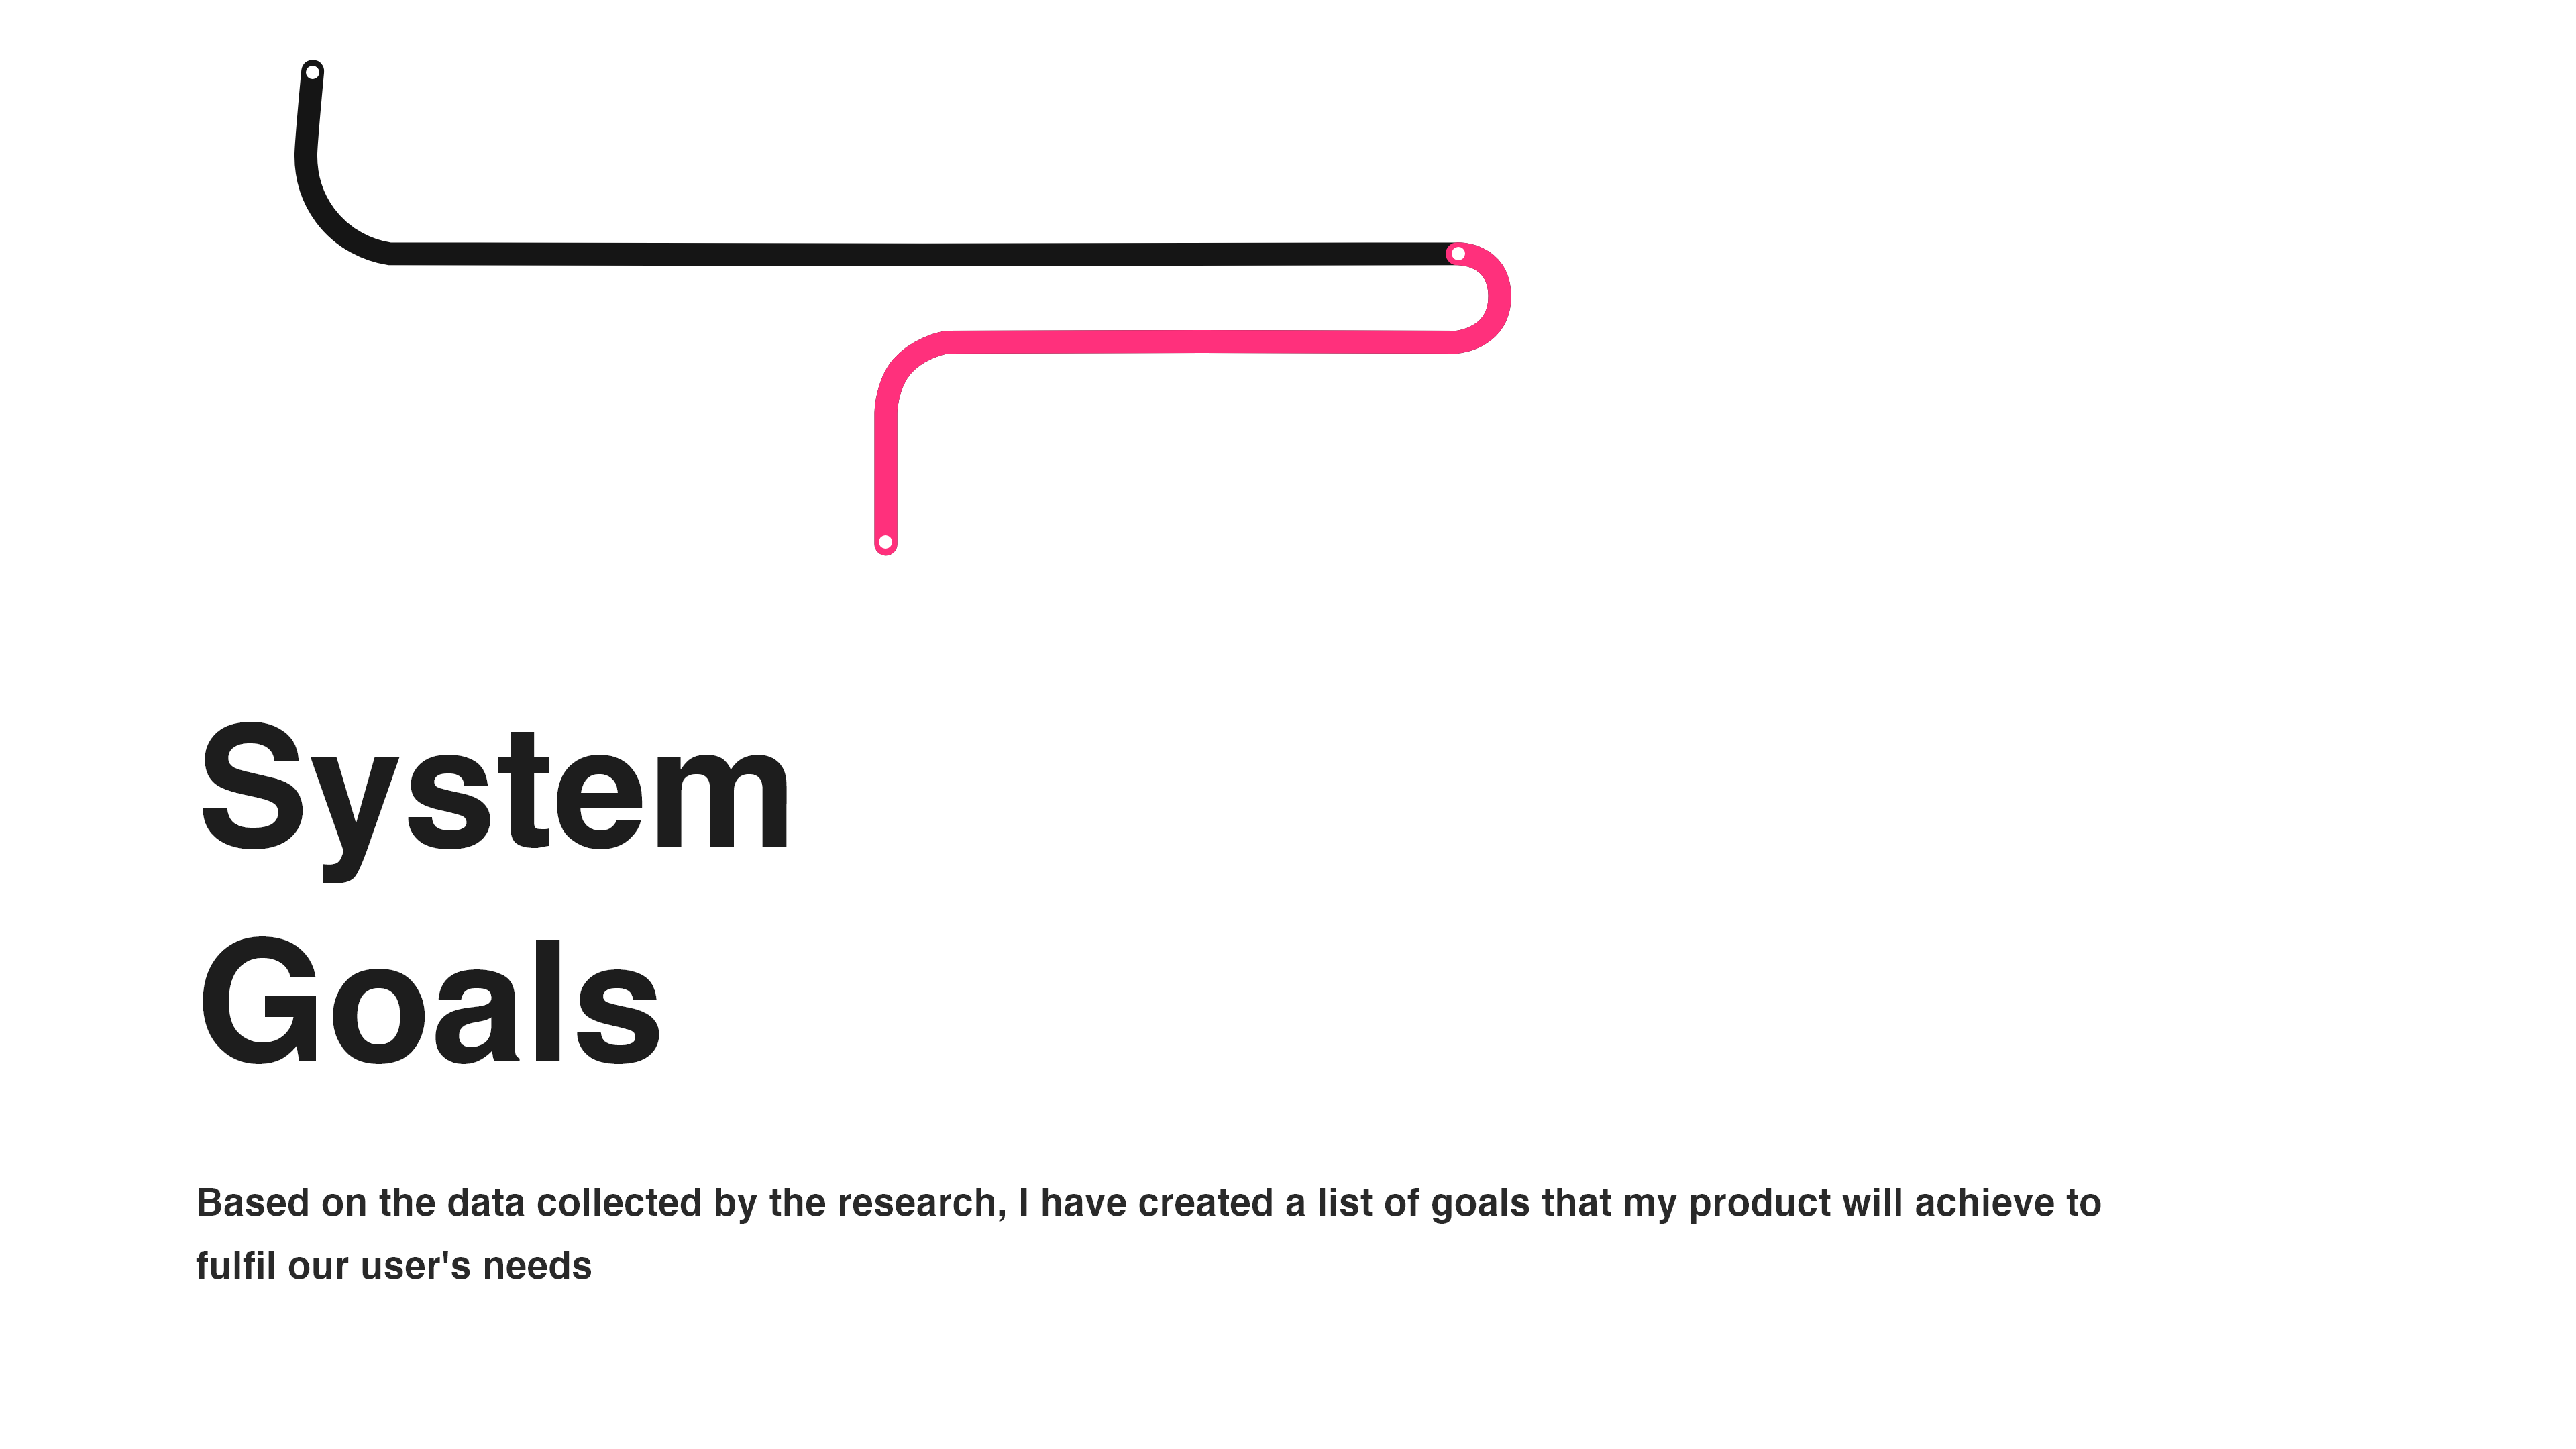 System
Goals
Based on the data collected by the research, I have created a list of goals that my product will achieve to
fulfil our user's needs